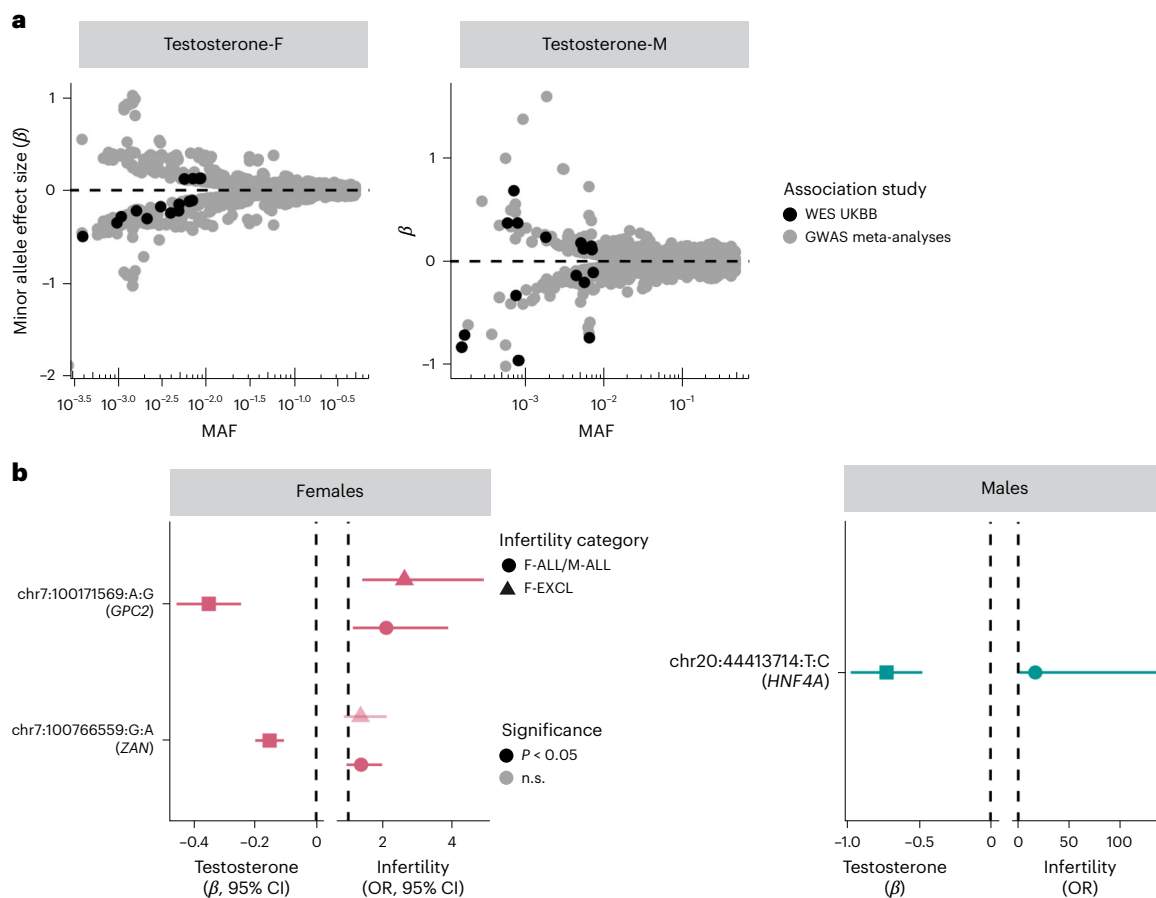 a
Testosterone-F
Testosterone-M
Minor allele effect size (β)
1
0
−1
−2
10^−3.5 10^−3.0 10^−2.5 10^−2.0 10^−1.5 10^−1.0 10^−0.5
MAF
β
1
0
−1
10^−3 10^−2 10^−1
MAF
Association study
WES UKBB
GWAS meta-analyses
b
Females
chr7:100171569:A:G
(GPC2)
chr7:100766559:G:A
(ZAN)
−0.4 −0.2 0
Testosterone
(β, 95% CI)
2 4
Infertility
(OR, 95% CI)
Infertility category
F-ALL/M-ALL
F-EXCL
Significance
P < 0.05
n.s.
Males
chr20:44413714:T:C
(HNF4A)
−1.0 −0.5 0
Testosterone
(β)
0 50 100
Infertility
(OR)